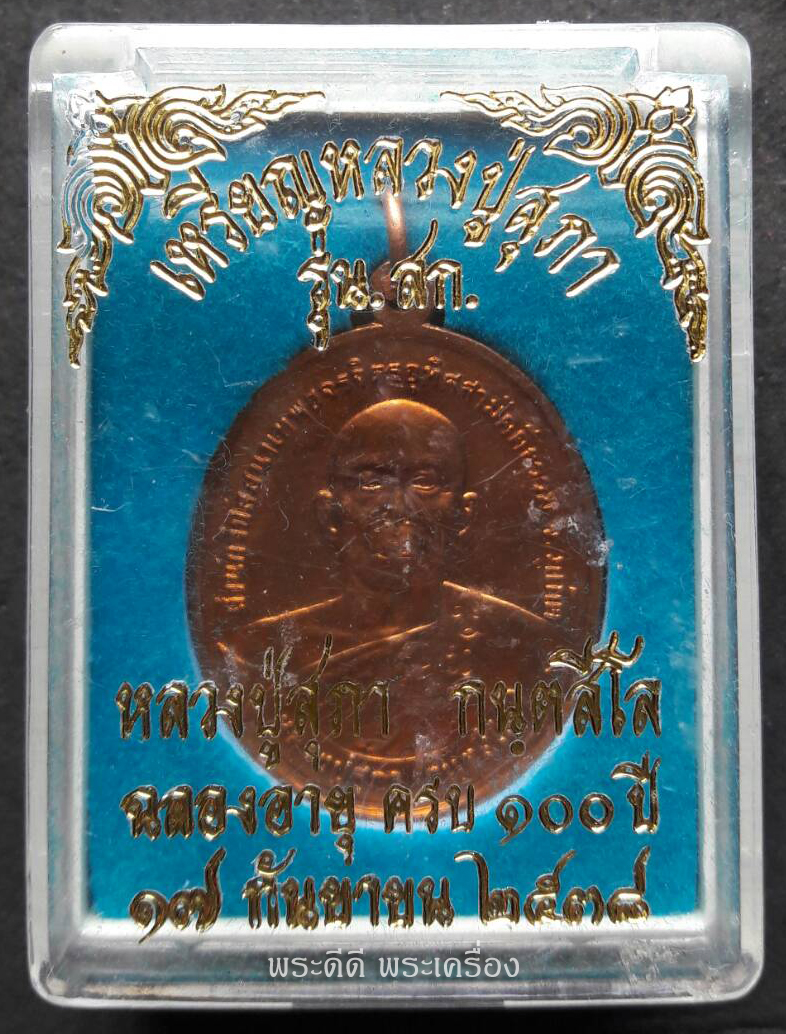 เหรียญหลวงปู่สุภา
รุ่น.สก.
หลวงปู่สุภา กนฺตสีโล
ฉลองอายุ ครบ ๑๐๐ ปี
๑๗ กันยายน ๒๕๓๘
พระดีดี พระเครื่อง